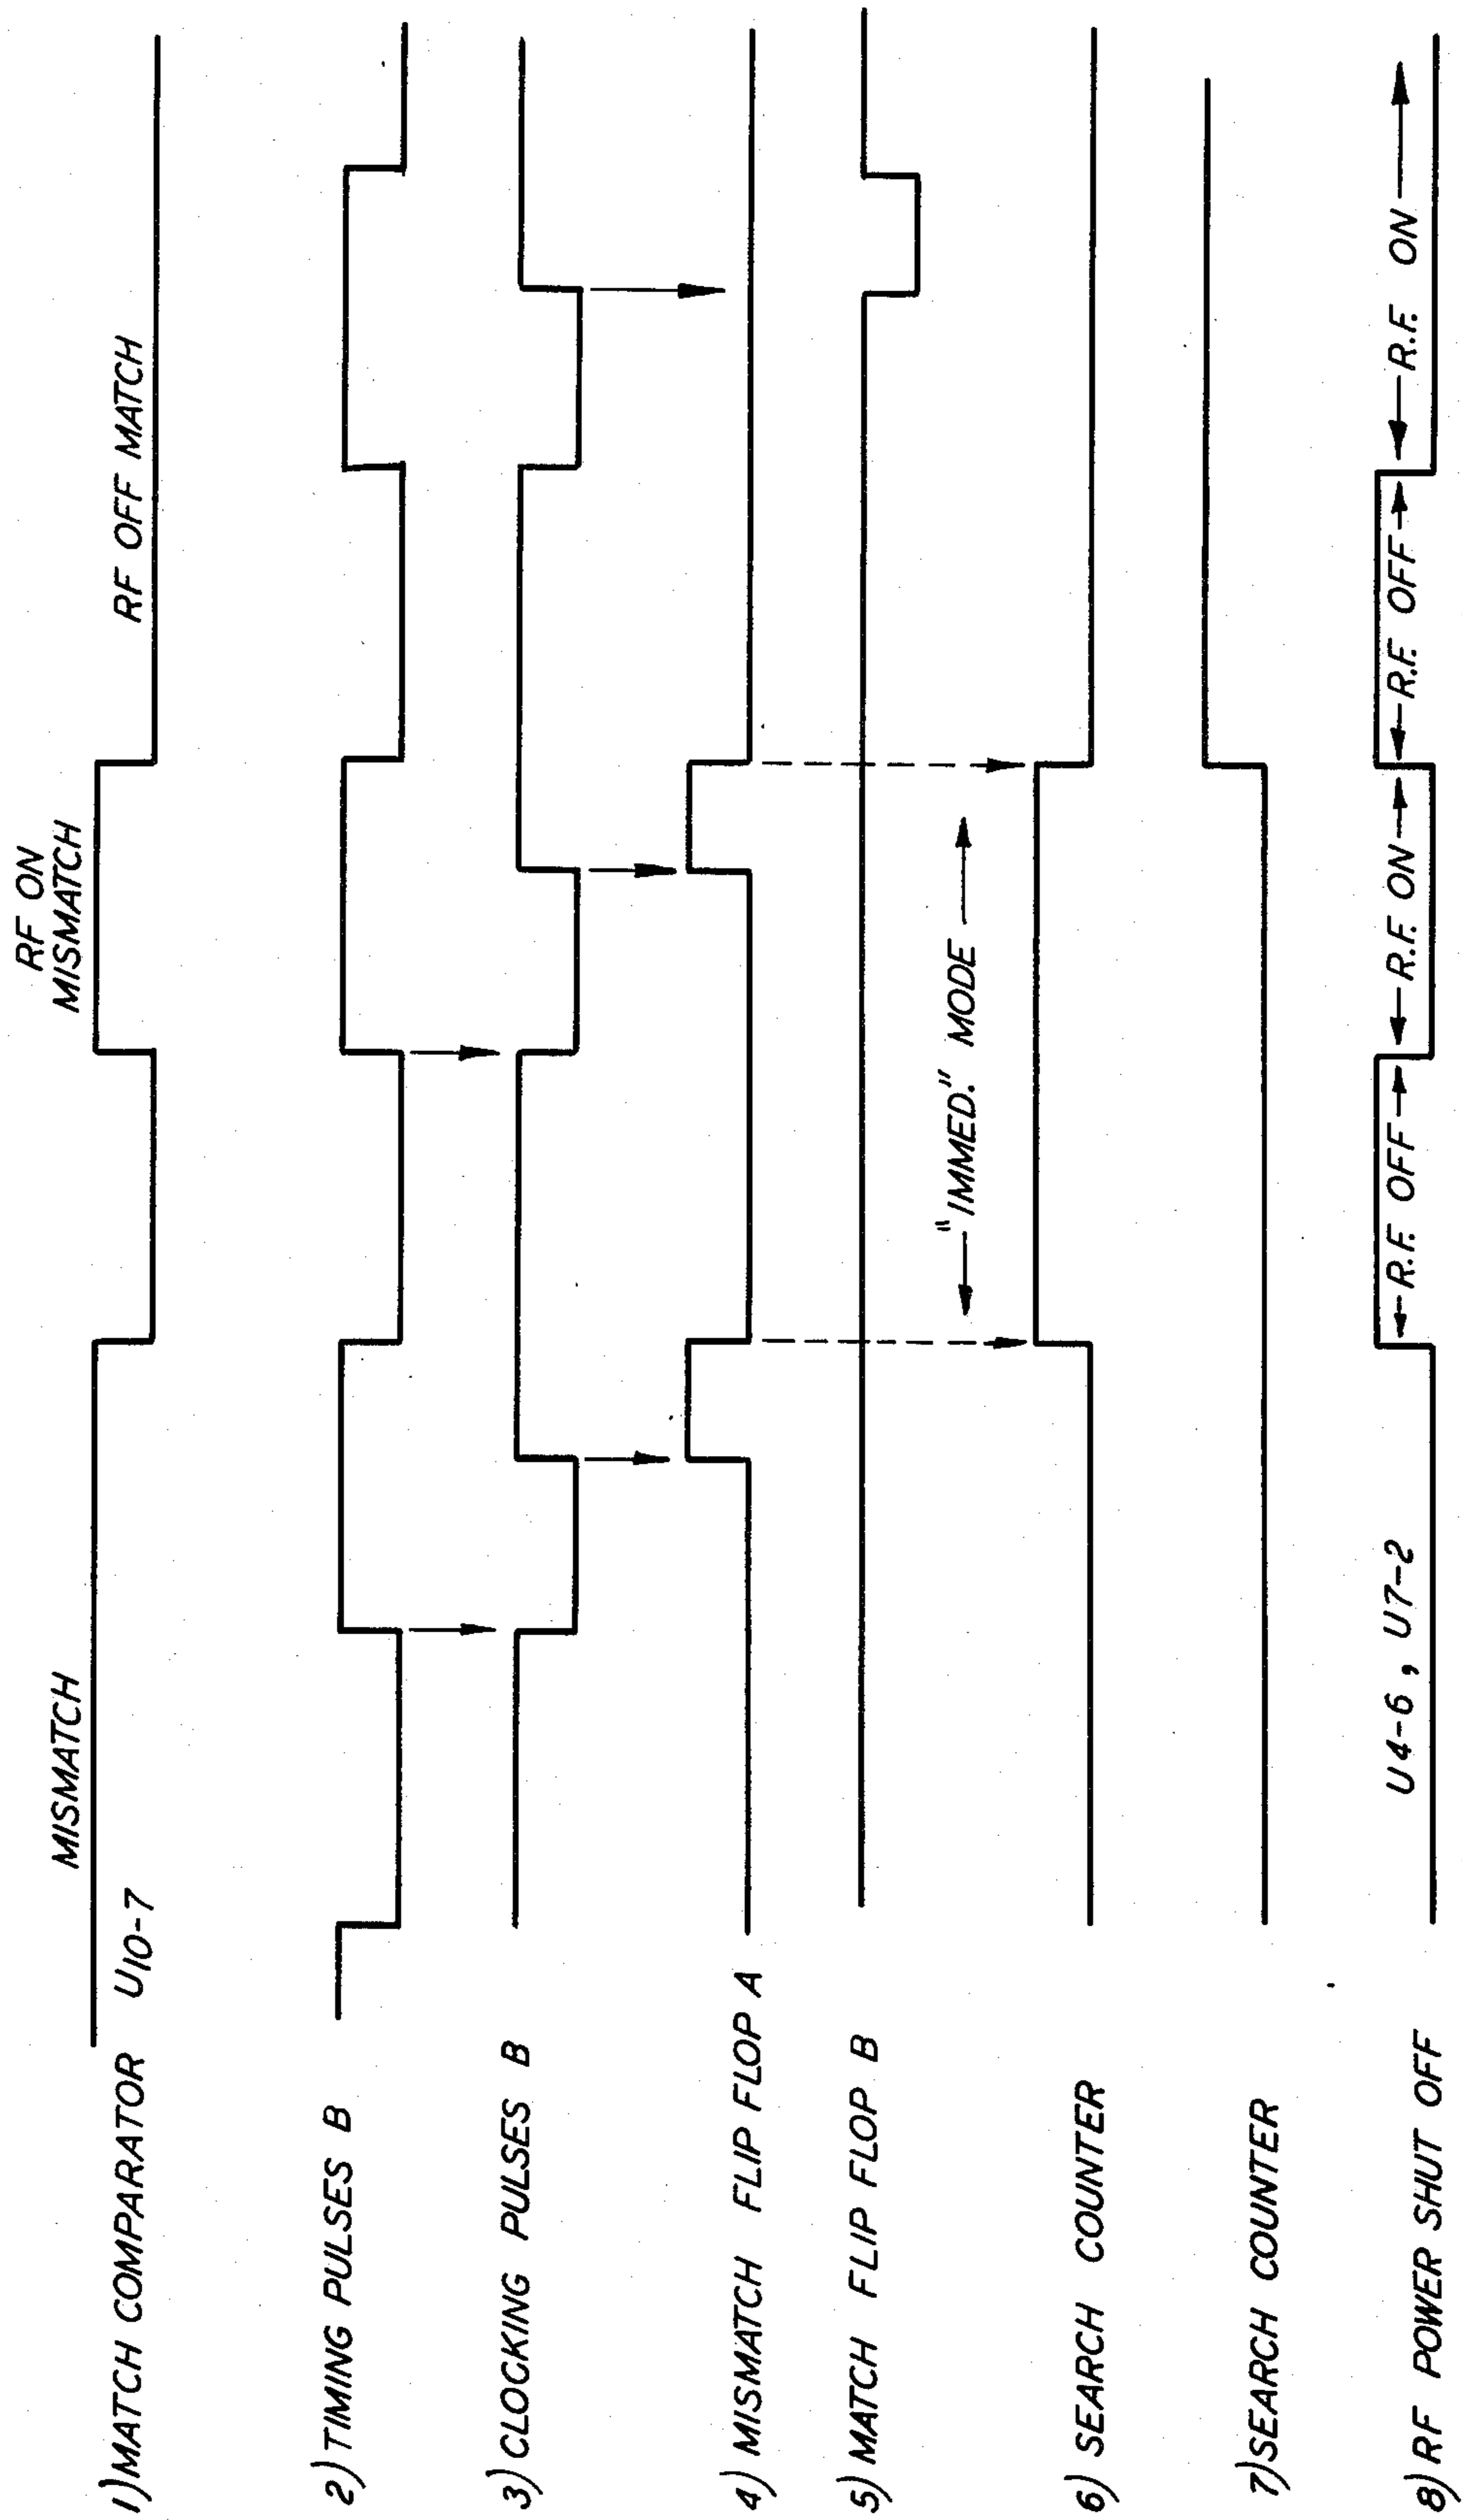 RF ON
MISMATCH
MISMATCH
RF OFF MATCH
1) MATCH COMPARATOR U10-7
2) TIMING PULSES B
3) CLOCKING PULSES B
4) MISMATCH FLIP FLOP A
5) MATCH FLIP FLOP B
"IMMED." MODE
6) SEARCH COUNTER
7) SEARCH COUNTER
U4-6, U7-2
R.F. OFF
R.F. ON
R.F. OFF
R.F. ON
8) RF POWER SHUT OFF